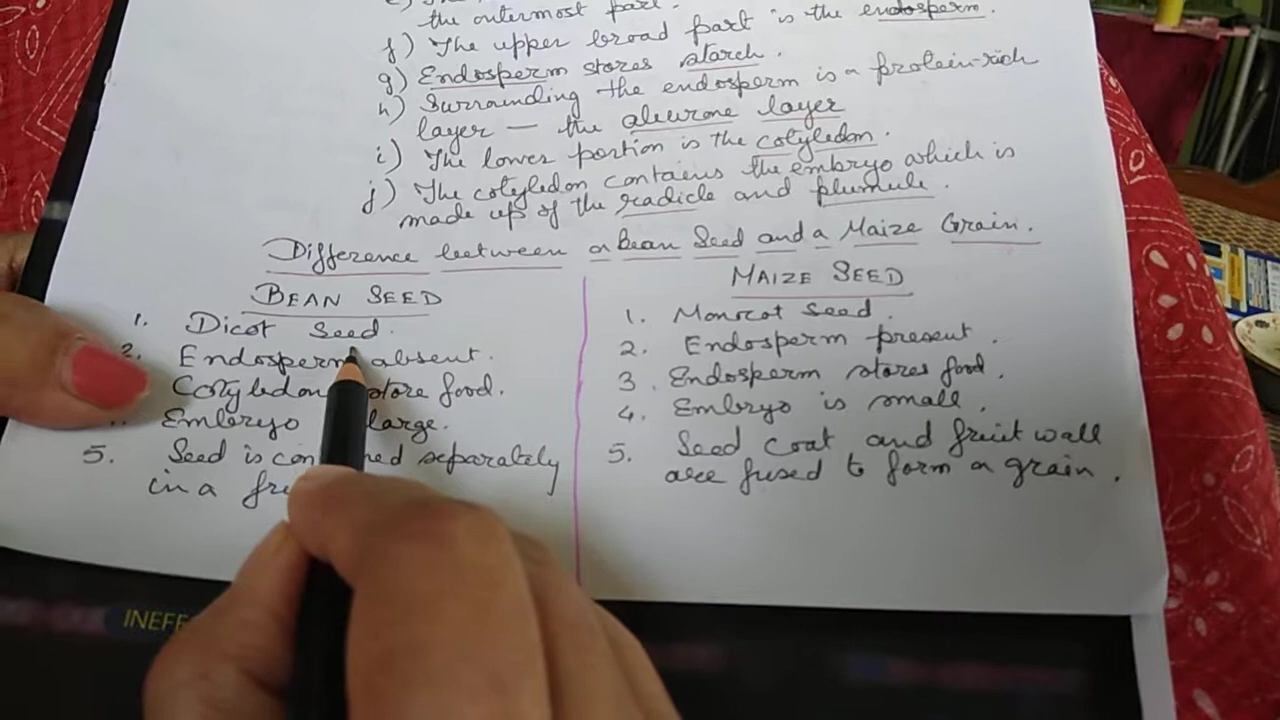 the outermost part.
f) The upper broad part is the endosperm.
g) Endosperm stores starch.
h) Surrounding the endosperm is a protein-rich
layer — the aleurone layer
i) The lower portion is the cotyledon.
j) The cotyledon contains the embryo which is
made up of the radicle and plumule.
Difference between a Bean Seed and a Maize Grain.
BEAN SEED
1. Dicot Seed.
2. Endosperm absent.
Cotyledon store food.
Embryo large.
5. Seed is separately
in a
MAIZE SEED
1. Monocot Seed.
2. Endosperm present.
3. Endosperm stores food.
4. Embryo is small.
5. Seed coat and fruit wall
are fused to form a grain.